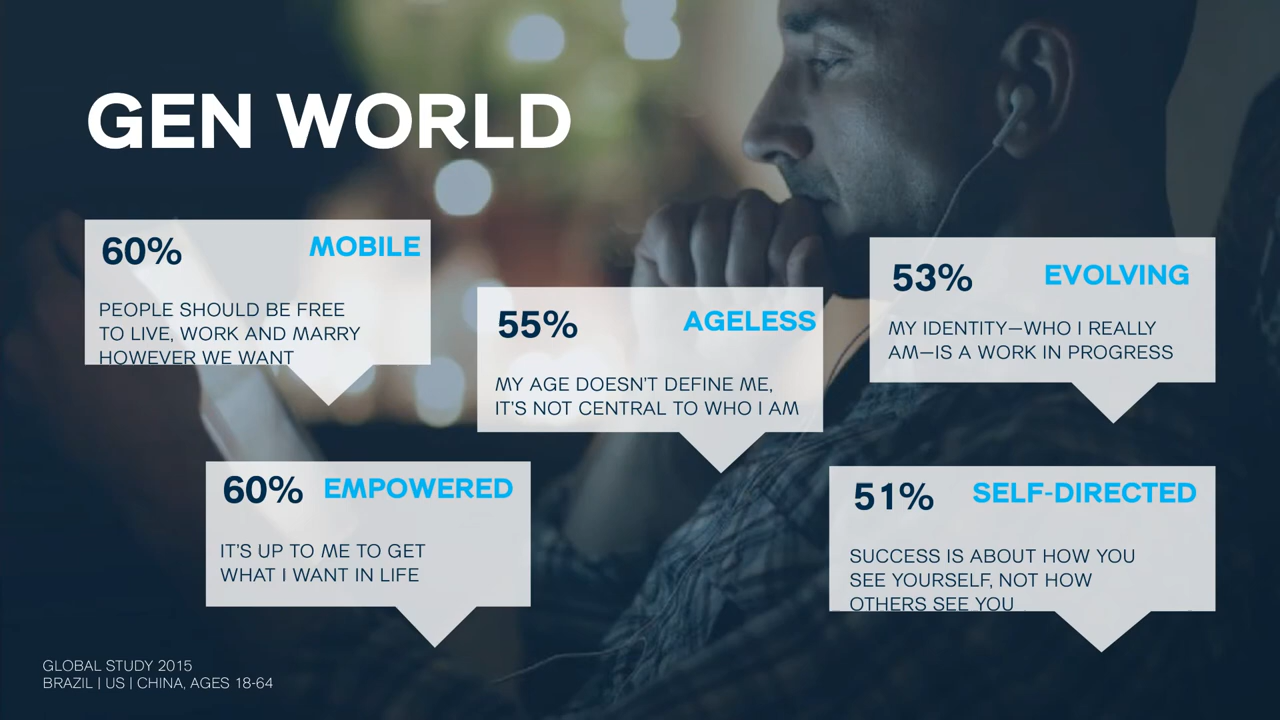 GEN WORLD
60% MOBILE
PEOPLE SHOULD BE FREE
TO LIVE, WORK AND MARRY
HOWEVER WE WANT
55% AGELESS
MY AGE DOESN'T DEFINE ME,
IT'S NOT CENTRAL TO WHO I AM
53% EVOLVING
MY IDENTITY—WHO I REALLY
AM—IS A WORK IN PROGRESS
60% EMPOWERED
IT'S UP TO ME TO GET
WHAT I WANT IN LIFE
51% SELF-DIRECTED
SUCCESS IS ABOUT HOW YOU
SEE YOURSELF, NOT HOW
OTHERS SEE YOU
GLOBAL STUDY 2015
BRAZIL | US | CHINA, AGES 18-64